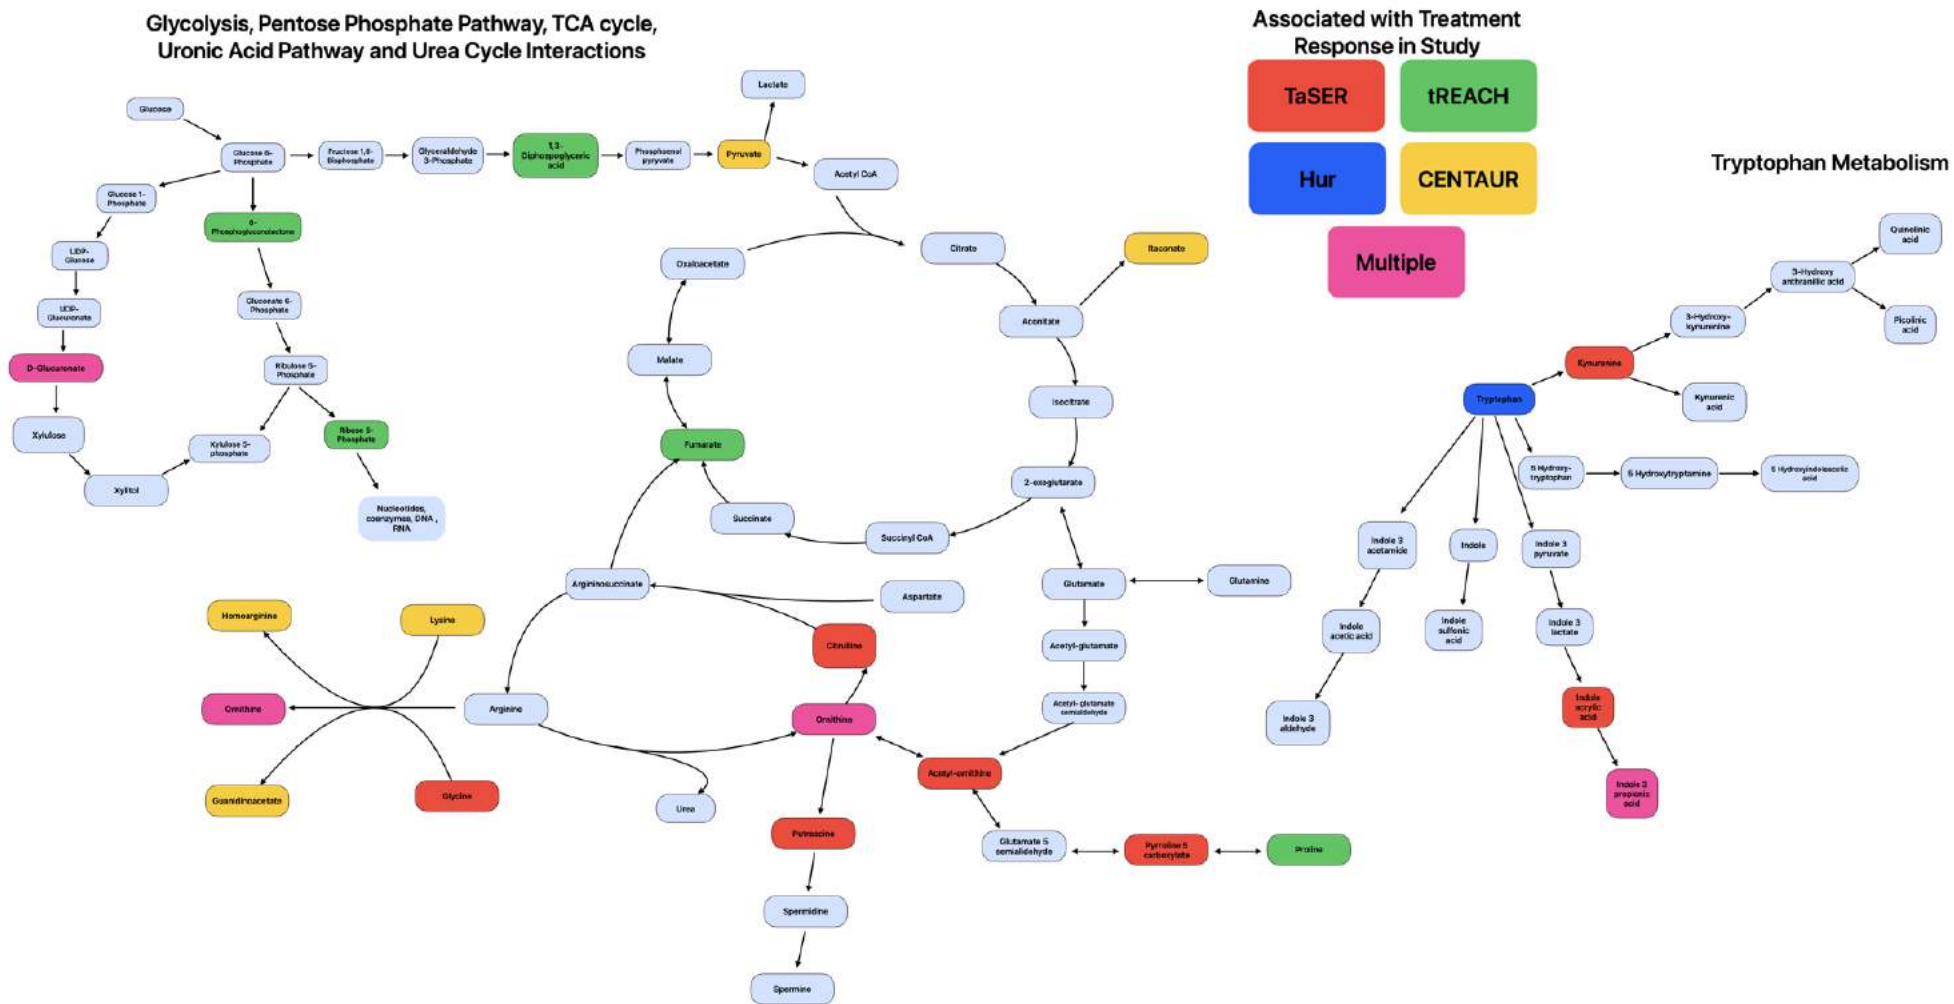 Glycolysis, Pentose Phosphate Pathway, TCA cycle,
Uronic Acid Pathway and Urea Cycle Interactions
Associated with Treatment
Response in Study
TaSER
tREACH
Hur
CENTAUR
Multiple
Tryptophan Metabolism
Lactate
Glucose
Glucose 6-
Phosphate
Fructose 1,6-
Bisphosphate
Glyceraldehyde
3-Phosphate
1,3-
Diphospoglyceric
acid
Phosphoenol
pyryvate
Pyruvate
Acetyl CoA
Glucose 1-
Phosphate
6-
Phosphogluconolactone
UDP-
Glucose
Gluconate 6-
Phosphate
UDP-
Glucuronate
D-Glucuronate
Ribulose 5-
Phosphate
Xylulose
Xylulose 5-
phosphate
Ribose 5-
Phosphate
Xylitol
Nucleotides,
coenzymes, DNA ,
RNA
Oxaloacetate
Citrate
Itaconate
Aconitate
Malate
Isocitrate
Fumarate
2-oxoglutarate
Succinate
Succinyl CoA
Argininosuccinate
Aspartate
Glutamate
Glutamine
Homoarginine
Lysine
Citrulline
Acetyl-glutamate
Ornithine
Arginine
Ornithine
Acetyl- glutamate
semialdehyde
Guanidinoacetate
Glycine
Urea
Acetyl-ornithine
Putrescine
Glutamate 5
semialdehyde
Pyrroline 5
carboxylate
Proline
Spermidine
Spermine
Quinolinic
acid
3-Hydroxy
anthranillic acid
3-Hydroxy-
kynurenine
Picolinic
acid
Kynurenine
Tryptophan
Kynurenic
acid
5 Hydroxy-
tryptophan
5 Hydroxytryptamine
5 Hydroxyindoleacetic
acid
Indole 3
acetamide
Indole
Indole 3
pyruvate
Indole
acetic acid
Indole
sulfonic
acid
Indole 3
lactate
Indole 3
aldehyde
Indole
acrylic
acid
Indole 3
propionic
acid